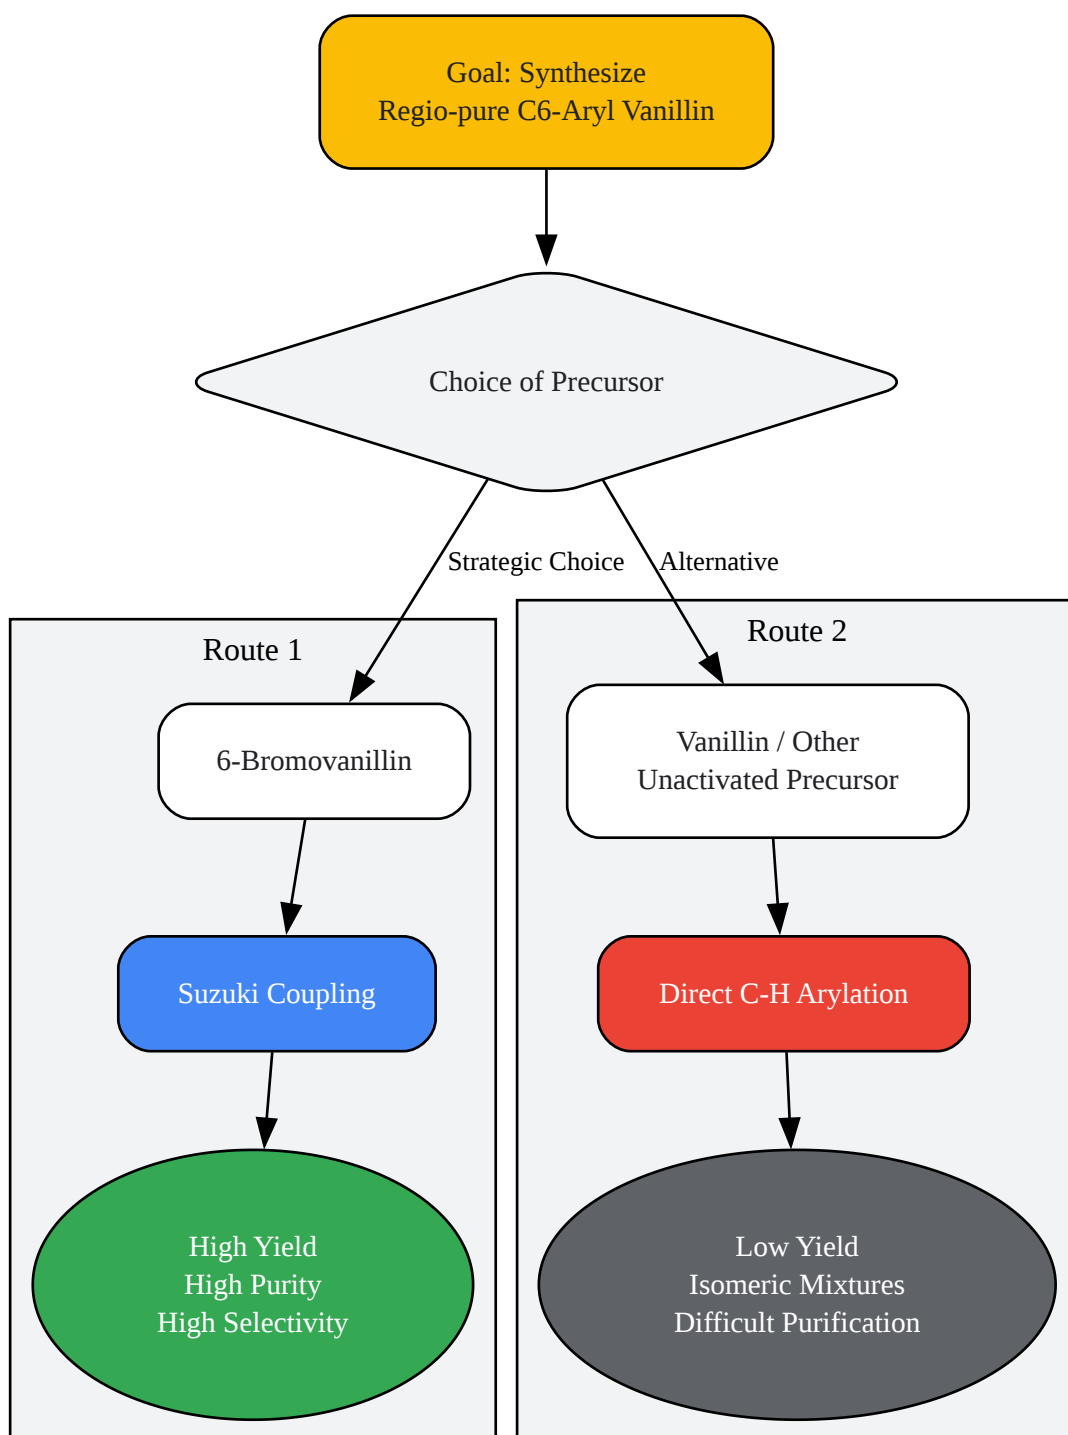 Goal: Synthesize
Regio-pure C6-Aryl Vanillin
Choice of Precursor
Strategic Choice
Alternative
Route 1
6-Bromovanillin
Suzuki Coupling
High Yield
High Purity
High Selectivity
Route 2
Vanillin / Other
Unactivated Precursor
Direct C-H Arylation
Low Yield
Isomeric Mixtures
Difficult Purification